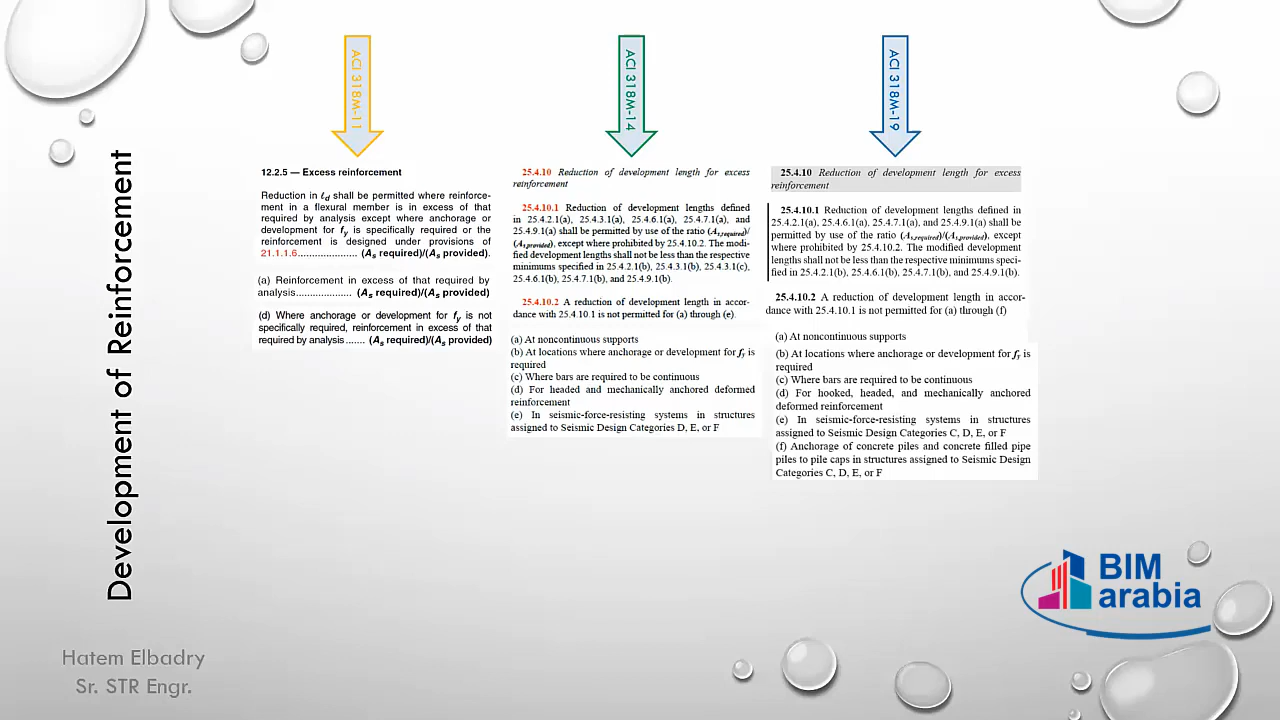 ACI 318M-11
ACI 318M-14
ACI 318M-19
Development of Reinforcement
12.2.5 — Excess reinforcement
Reduction in ℓd shall be permitted where reinforce-
ment in a flexural member is in excess of that
required by analysis except where anchorage or
development for fy is specifically required or the
reinforcement is designed under provisions of
21.1.1.6..................... (As required)/(As provided).
(a) Reinforcement in excess of that required by
analysis.................... (As required)/(As provided)
(d) Where anchorage or development for fy is not
specifically required, reinforcement in excess of that
required by analysis....... (As required)/(As provided)
25.4.10 Reduction of development length for excess
reinforcement
25.4.10.1 Reduction of development lengths defined
in 25.4.2.1(a), 25.4.3.1(a), 25.4.6.1(a), 25.4.7.1(a), and
25.4.9.1(a) shall be permitted by use of the ratio (As,required)/
(As,provided), except where prohibited by 25.4.10.2. The modi-
fied development lengths shall not be less than the respective
minimums specified in 25.4.2.1(b), 25.4.3.1(b), 25.4.3.1(c),
25.4.6.1(b), 25.4.7.1(b), and 25.4.9.1(b).
25.4.10.2 A reduction of development length in accor-
dance with 25.4.10.1 is not permitted for (a) through (e).
(a) At noncontinuous supports
(b) At locations where anchorage or development for fy is
required
(c) Where bars are required to be continuous
(d) For headed and mechanically anchored deformed
reinforcement
(e) In seismic-force-resisting systems in structures
assigned to Seismic Design Categories D, E, or F
25.4.10 Reduction of development length for excess
reinforcement
25.4.10.1 Reduction of development lengths defined in
25.4.2.1(a), 25.4.6.1(a), 25.4.7.1(a), and 25.4.9.1(a) shall be
permitted by use of the ratio (As,required)/(As,provided), except
where prohibited by 25.4.10.2. The modified development
lengths shall not be less than the respective minimums speci-
fied in 25.4.2.1(b), 25.4.6.1(b), 25.4.7.1(b), and 25.4.9.1(b).
25.4.10.2 A reduction of development length in accor-
dance with 25.4.10.1 is not permitted for (a) through (f)
(a) At noncontinuous supports
(b) At locations where anchorage or development for fy is
required
(c) Where bars are required to be continuous
(d) For hooked, headed, and mechanically anchored
deformed reinforcement
(e) In seismic-force-resisting systems in structures
assigned to Seismic Design Categories C, D, E, or F
(f) Anchorage of concrete piles and concrete filled pipe
piles to pile caps in structures assigned to Seismic Design
Categories C, D, E, or F
BIM
arabia
Hatem Elbadry
Sr. STR Engr.